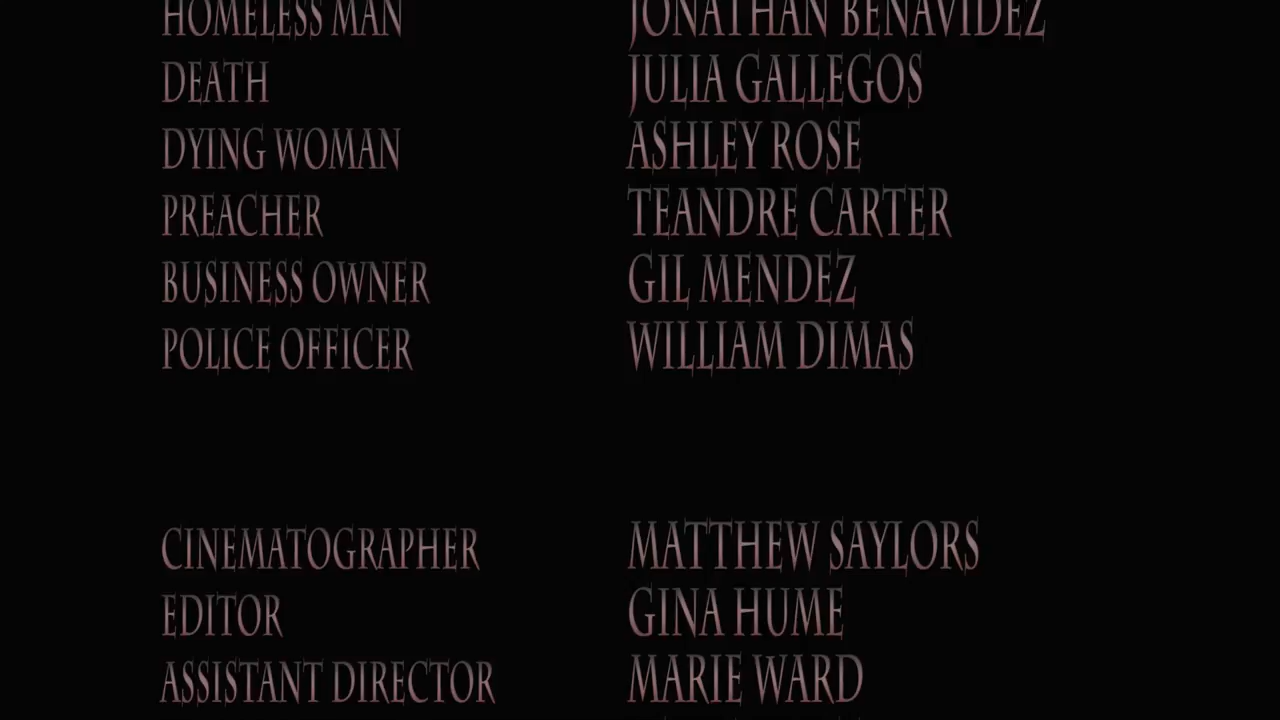 HOMELESS MAN JONATHAN BENAVIDEZ
DEATH JULIA GALLEGOS
DYING WOMAN ASHLEY ROSE
PREACHER TEANDRE CARTER
BUSINESS OWNER GIL MENDEZ
POLICE OFFICER WILLIAM DIMAS
CINEMATOGRAPHER MATTHEW SAYLORS
EDITOR GINA HUME
ASSISTANT DIRECTOR MARIE WARD